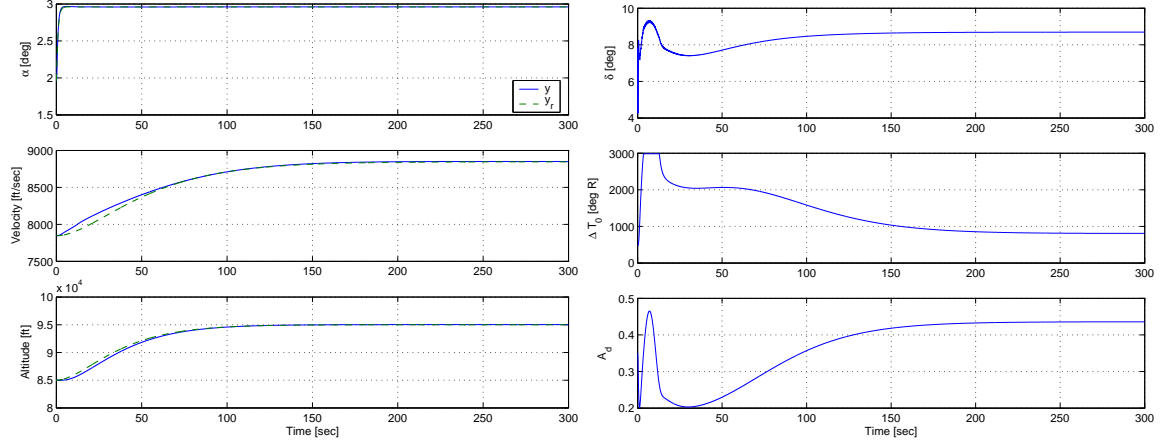 3
2.5
2
1.5
α [deg]
0 50 100 150 200 250 300
y
y_r
9000
8500
8000
7500
Velocity [ft/sec]
0 50 100 150 200 250 300
x 10^4
10
9.5
9
8.5
8
Altitude [ft]
0 50 100 150 200 250 300
Time [sec]
10
8
6
4
δ [deg]
0 50 100 150 200 250 300
3000
2000
1000
0
Δ T_0 [deg R]
0 50 100 150 200 250 300
0.5
0.4
0.3
0.2
A_d
0 50 100 150 200 250 300
Time [sec]